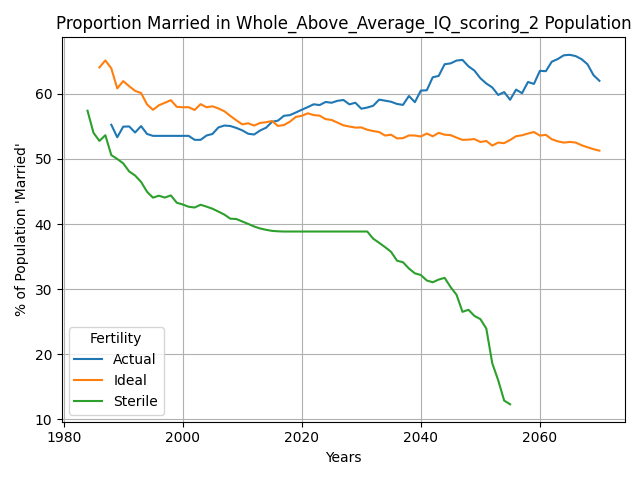 Proportion Married in Whole_Above_Average_IQ_scoring_2 Population
% of Population 'Married'
60
50
40
30
20
10
Fertility
Actual
Ideal
Sterile
1980 2000 2020 2040 2060
Years